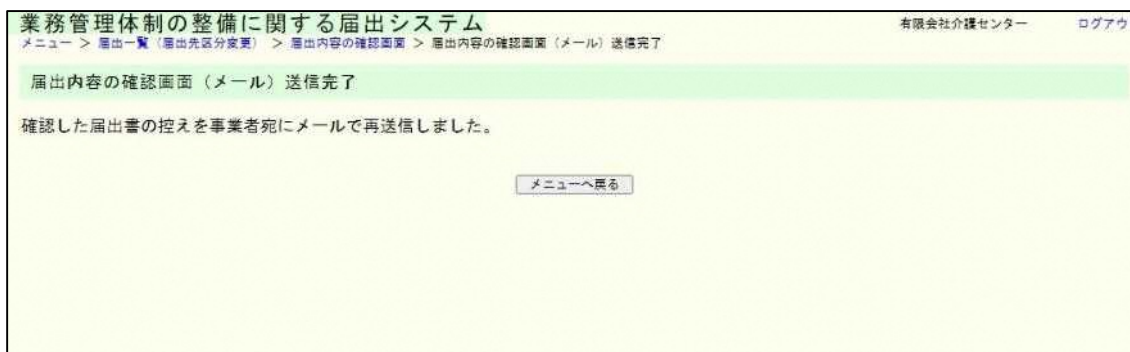 業務管理体制の整備に関する届出システム 有限会社介護センター ログアウ
メニュー > 届出一覧（届出先区分変更） > 届出内容の確認画面 > 届出内容の確認画面（メール）送信完了
届出内容の確認画面（メール）送信完了
確認した届出書の控えを事業者宛にメールで再送信しました。
メニューへ戻る